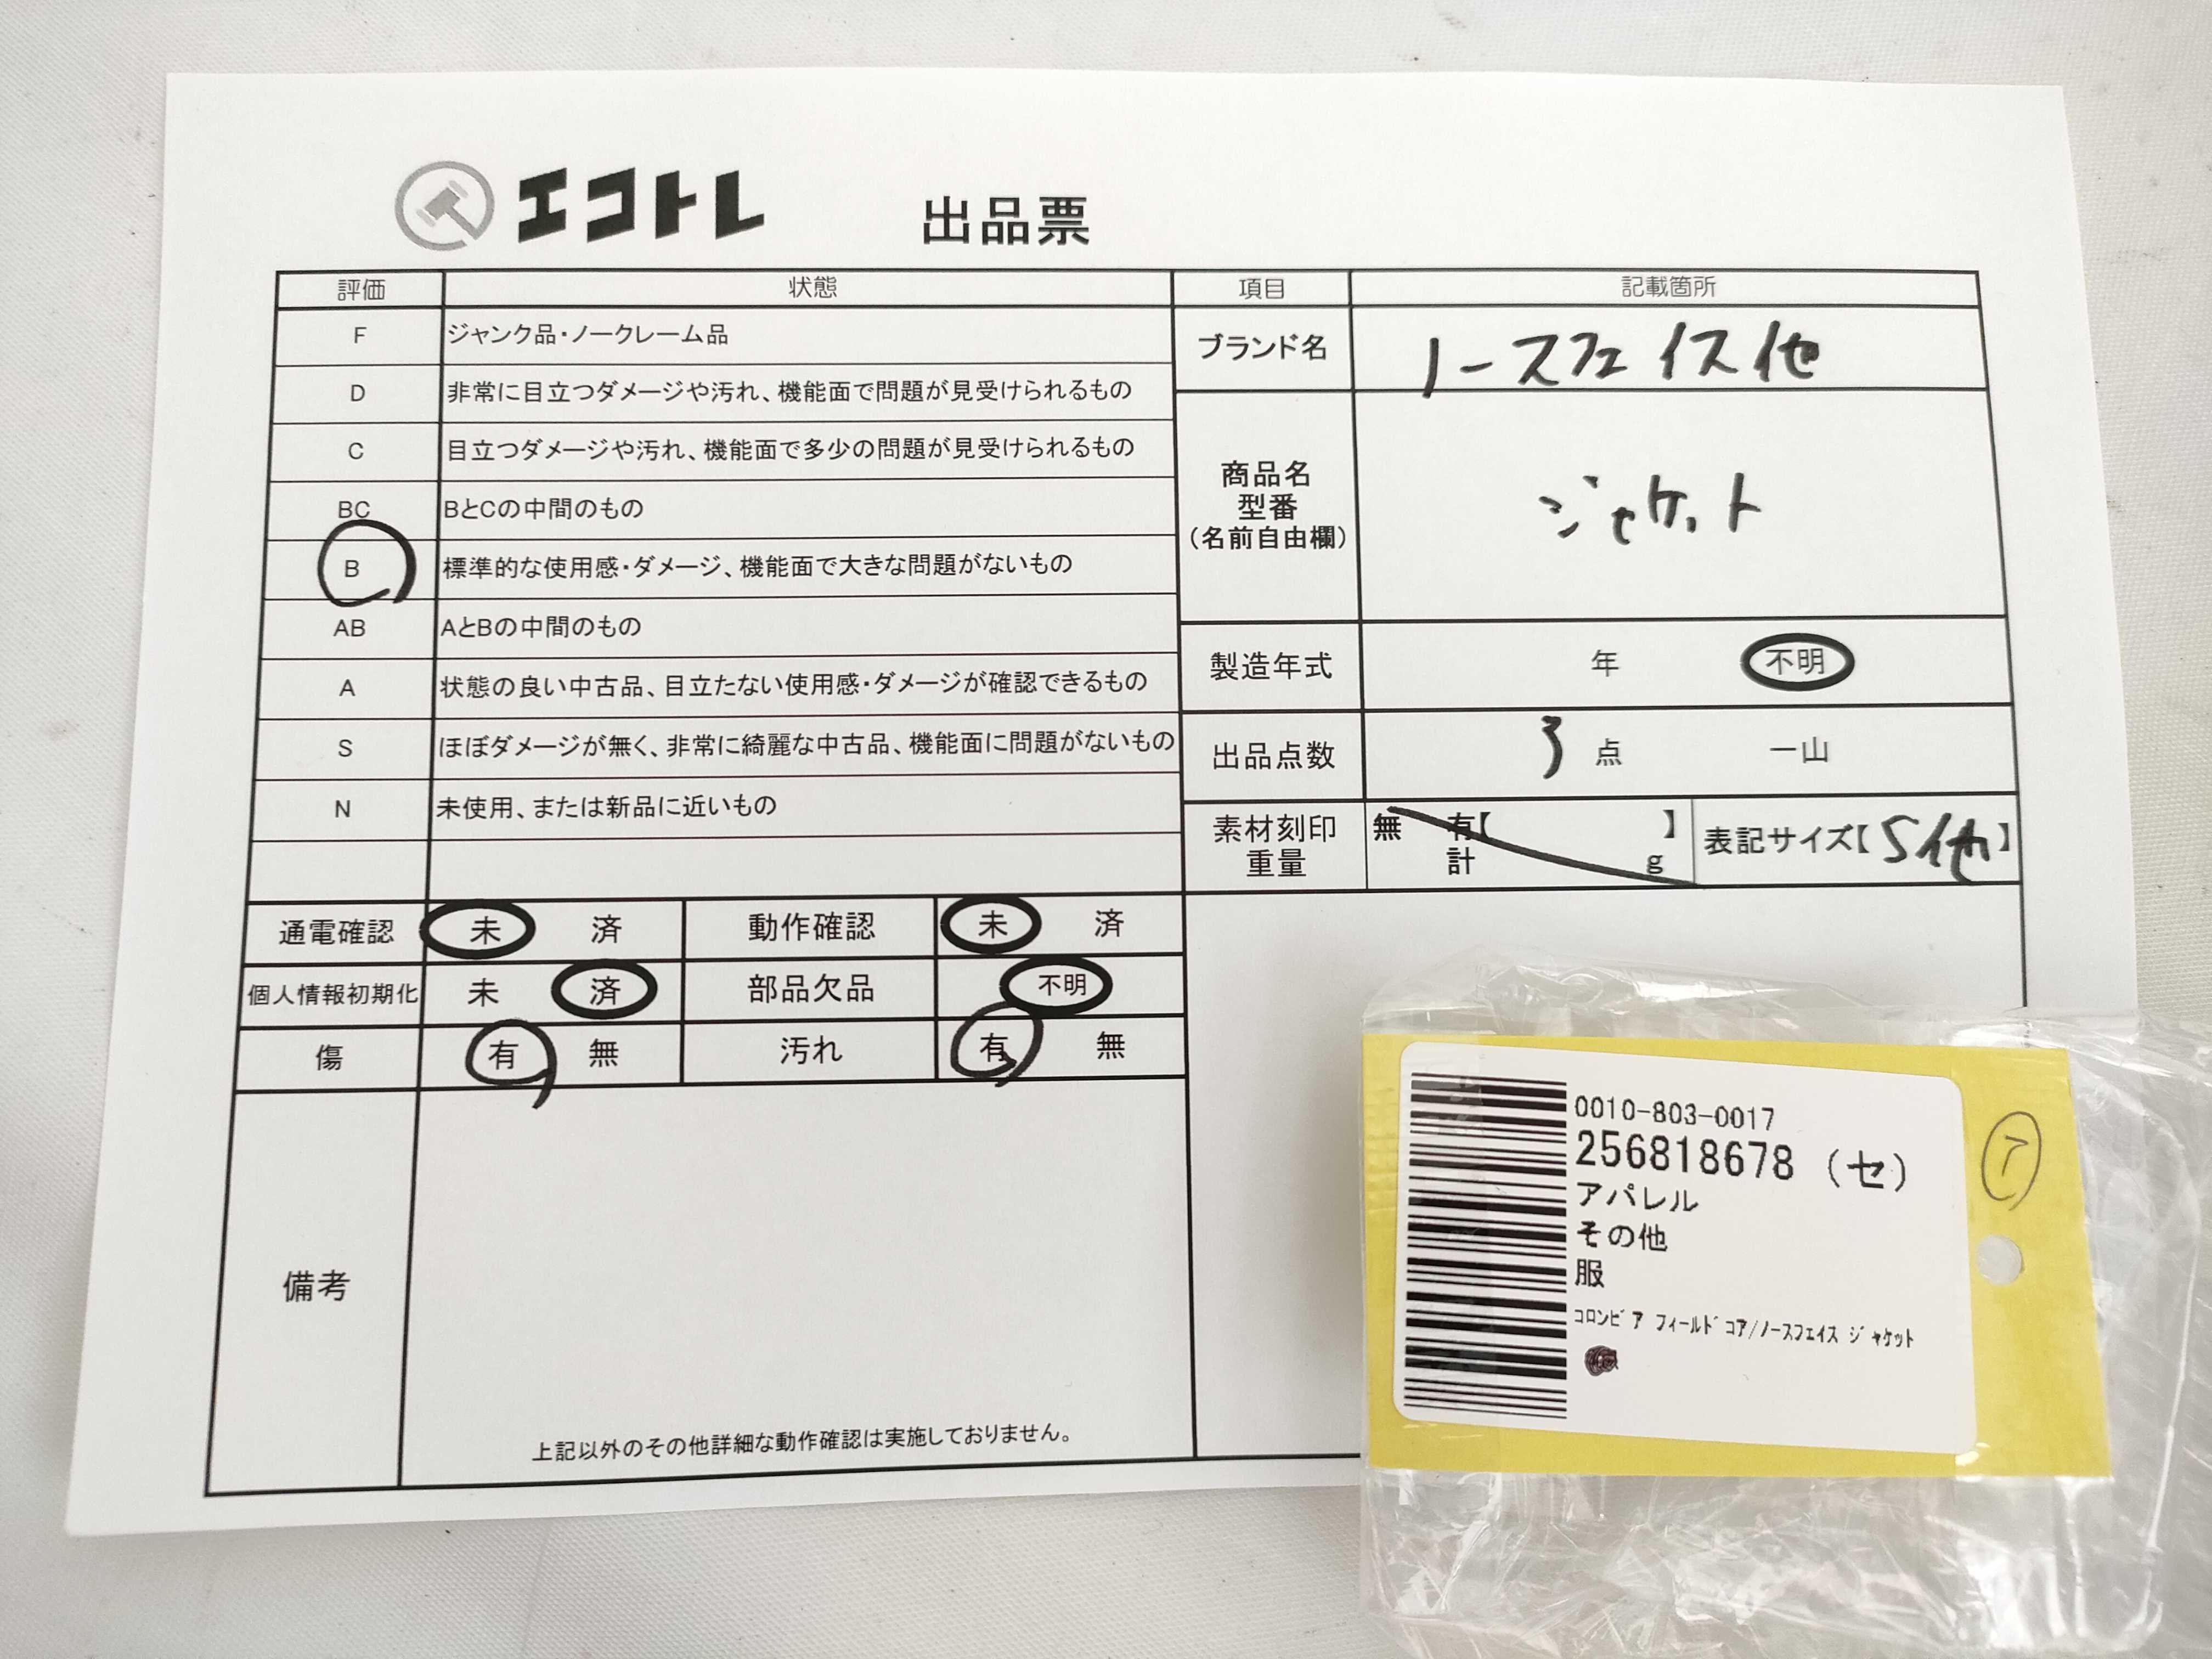 エコトレ 出品票
評価 状態 項目 記載箇所
F ジャンク品・ノークレーム品
D 非常に目立つダメージや汚れ、機能面で問題が見受けられるもの
C 目立つダメージや汚れ、機能面で多少の問題が見受けられるもの
BC BとCの中間のもの
B 標準的な使用感・ダメージ、機能面で大きな問題がないもの
AB AとBの中間のもの
A 状態の良い中古品、目立たない使用感・ダメージが確認できるもの
S ほぼダメージが無く、非常に綺麗な中古品、機能面に問題がないもの
N 未使用、または新品に近いもの
ブランド名 ノースフェイス他
商品名
型番
(名前自由欄)
ジャケット
製造年式 年 不明
出品点数 3 点 一山
素材刻印 無 有【 】
重量 計 g
表記サイズ【S他】
通電確認 未 済 動作確認 未 済
個人情報初期化 未 済 部品欠品 不明
傷 有 無 汚れ 有 無
備考
上記以外のその他詳細な動作確認は実施しておりません。
0010-803-0017
256818678 (セ)
アパレル
その他
服
コロンビア フィールドコア/ノースフェイス ジャケット
ア